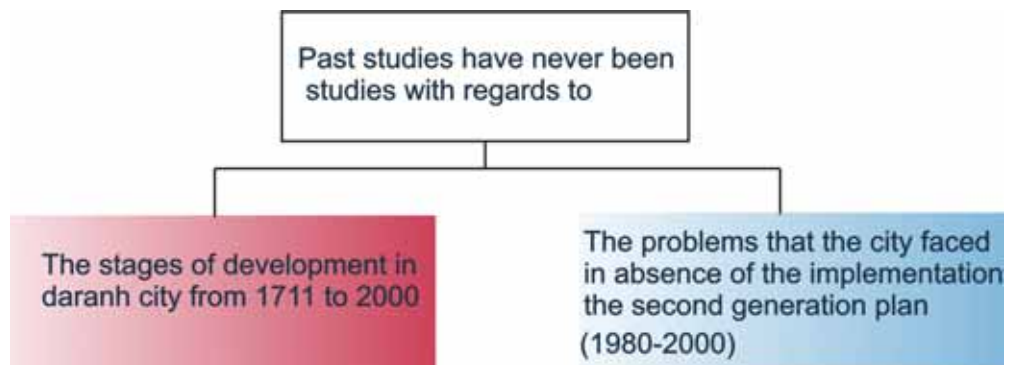 Past studies have never been
studies with regards to
The stages of development in
daranh city from 1711 to 2000
The problems that the city faced
in absence of the implementation
the second generation plan
(1980-2000)